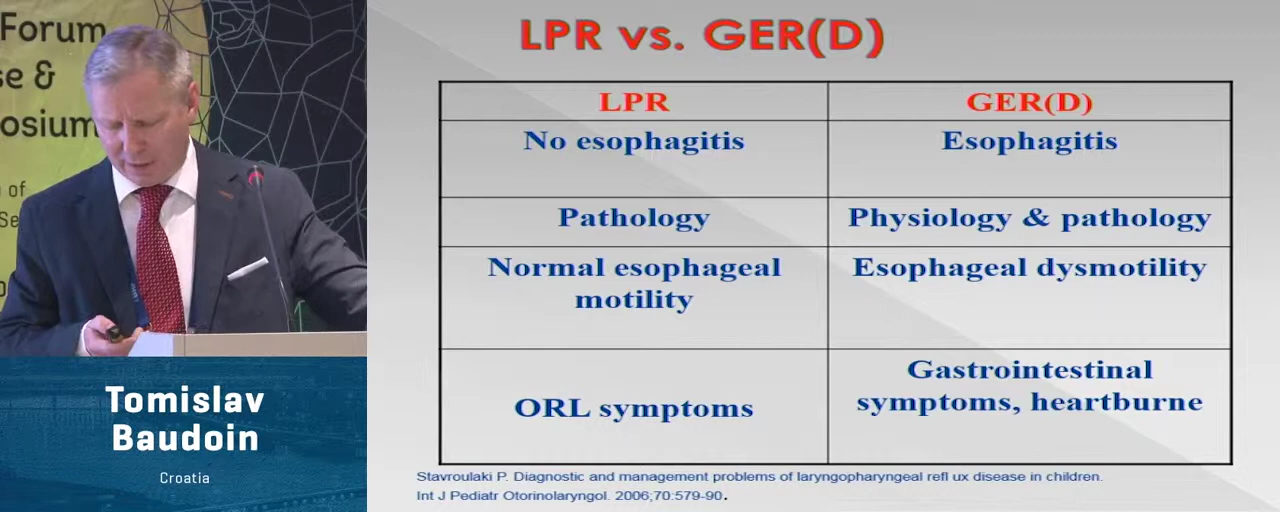 Forum
se &
osium
of
Se
Tomislav
Baudoin
Croatia
LPR vs. GER(D)
LPR
GER(D)
No esophagitis
Esophagitis
Pathology
Physiology & pathology
Normal esophageal
motility
Esophageal dysmotility
ORL symptoms
Gastrointestinal
symptoms, heartburne
Stavroulaki P. Diagnostic and management problems of laryngopharyngeal refl ux disease in children.
Int J Pediatr Otorinolaryngol. 2006;70:579-90.